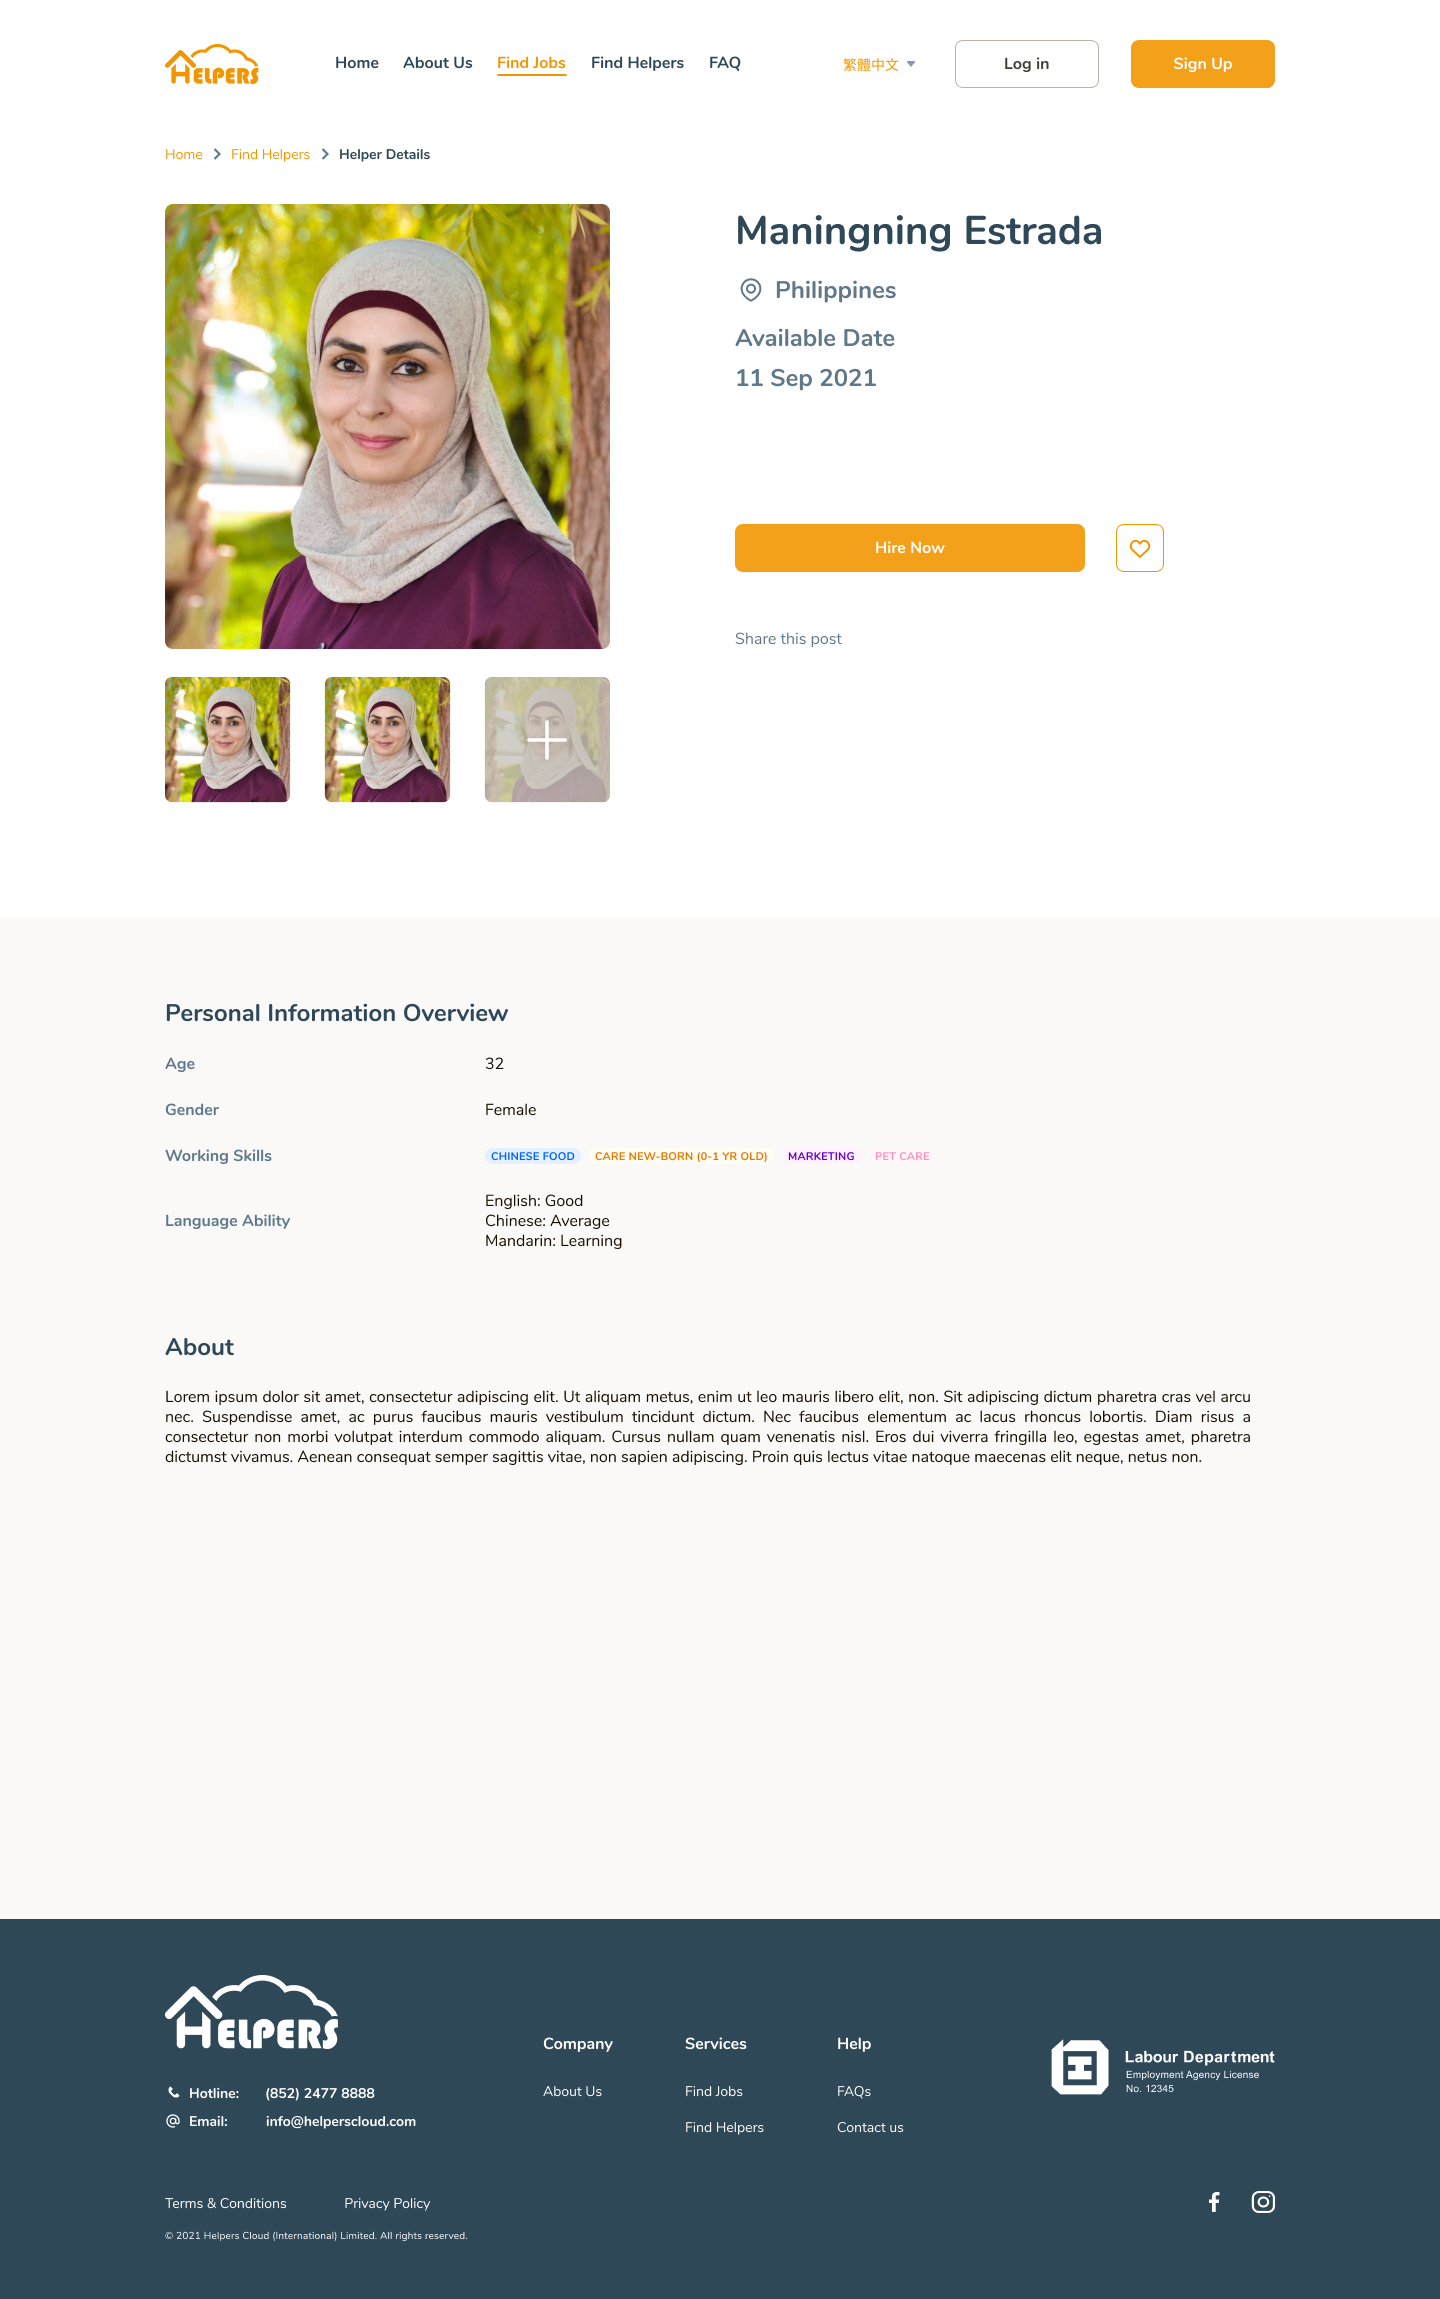 HELPERS
Home About Us Find Jobs Find Helpers FAQ 繁體中文 Log in Sign Up
Home Find Helpers Helper Details
Maningning Estrada
Philippines
Available Date
11 Sep 2021
Hire Now
Share this post
Personal Information Overview
Age 32
Gender Female
Working Skills CHINESE FOOD CARE NEW-BORN (0-1 YR OLD) MARKETING PET CARE
Language Ability
English: Good
Chinese: Average
Mandarin: Learning
About
Lorem ipsum dolor sit amet, consectetur adipiscing elit. Ut aliquam metus, enim ut leo mauris libero elit, non. Sit adipiscing dictum pharetra cras vel arcu
nec. Suspendisse amet, ac purus faucibus mauris vestibulum tincidunt dictum. Nec faucibus elementum ac lacus rhoncus lobortis. Diam risus a
consectetur non morbi volutpat interdum commodo aliquam. Cursus nullam quam venenatis nisl. Eros dui viverra fringilla leo, egestas amet, pharetra
dictumst vivamus. Aenean consequat semper sagittis vitae, non sapien adipiscing. Proin quis lectus vitae natoque maecenas elit neque, netus non.
HELPERS
Hotline: (852) 2477 8888
Email: info@helperscloud.com
Company
About Us
Services
Find Jobs
Find Helpers
Help
FAQs
Contact us
Labour Department
Employment Agency License
No. 12345
Terms & Conditions Privacy Policy
© 2021 Helpers Cloud (International) Limited. All rights reserved.